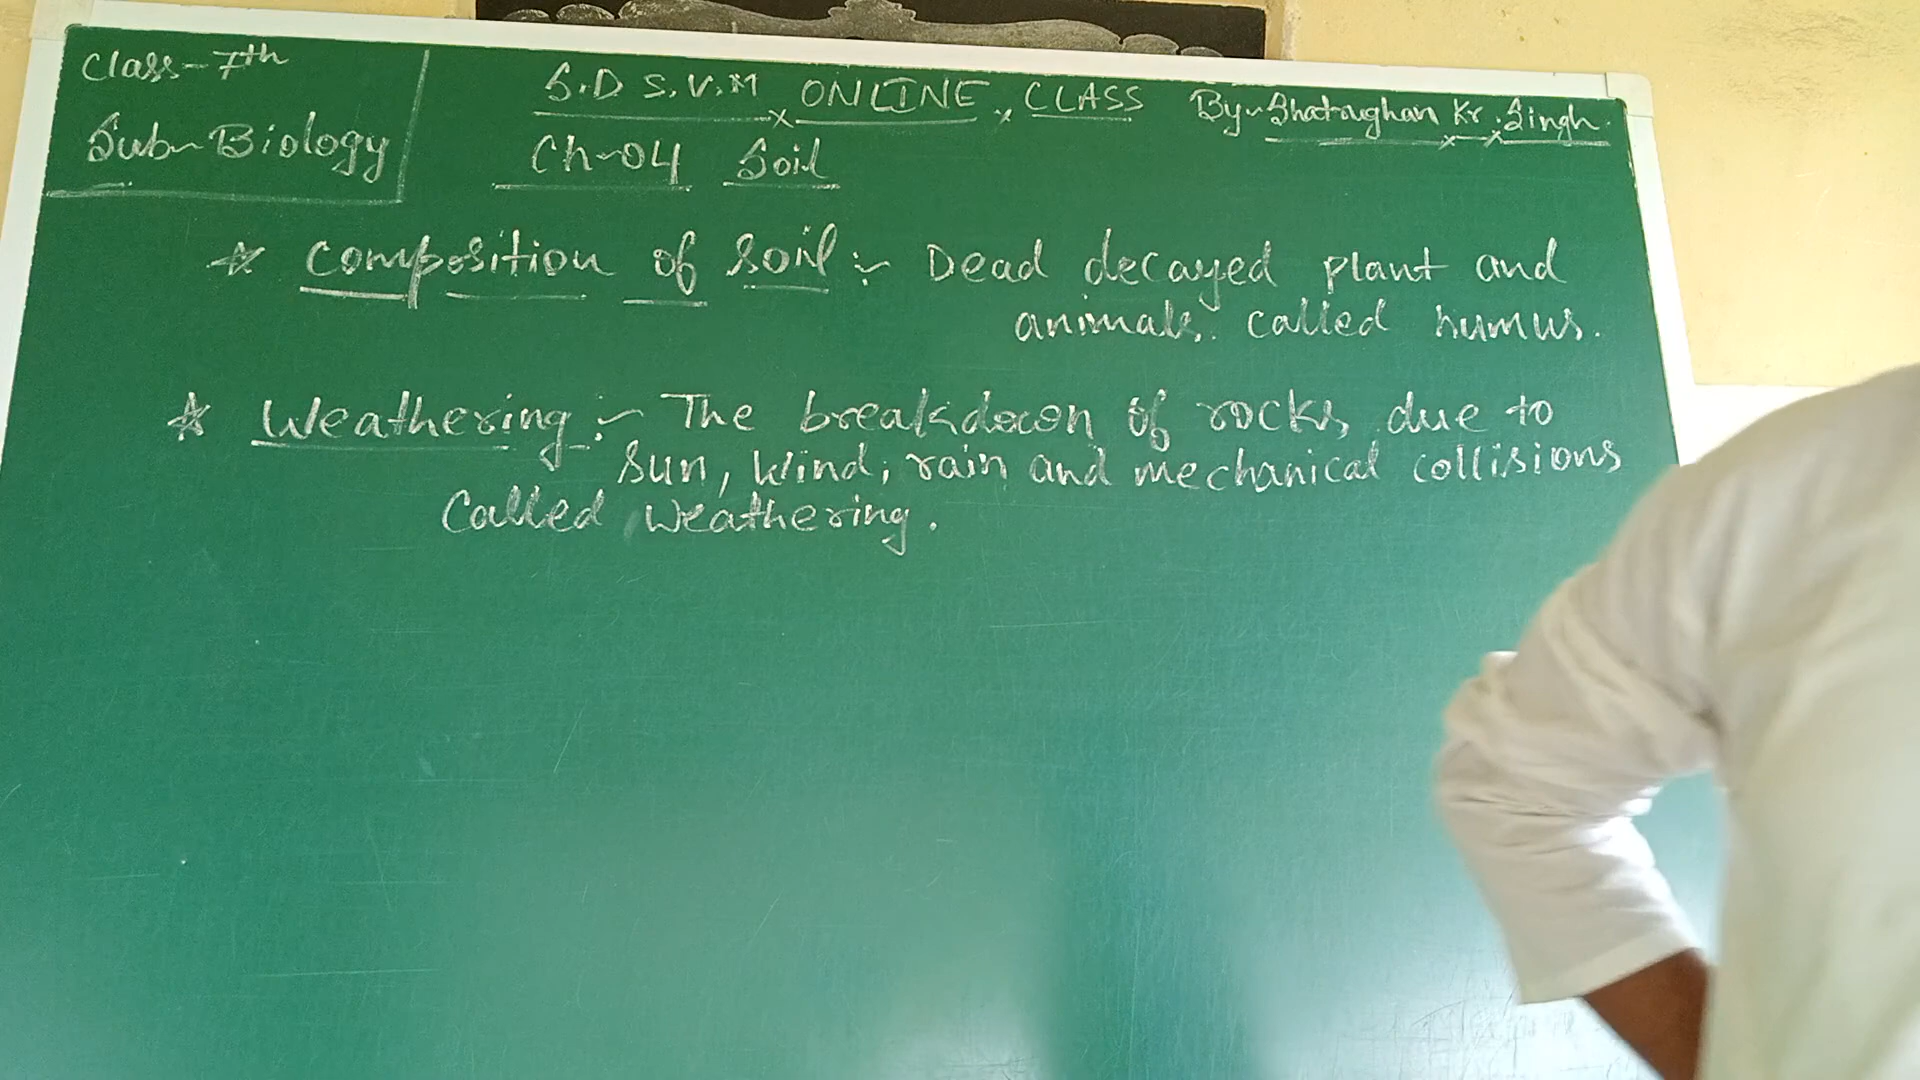 Class-7th
Sub-Biology
S.D S.V.M x ONLINE x CLASS
By-Shatrughan Kr. Singh.
Ch-04 Soil
☆ Composition of Soil :- Dead decayed plant and
animals. called humus.
☆ Weathering :- The breakdown of rocks, due to
Sun, Wind, rain and mechanical collisions
Called Weathering.